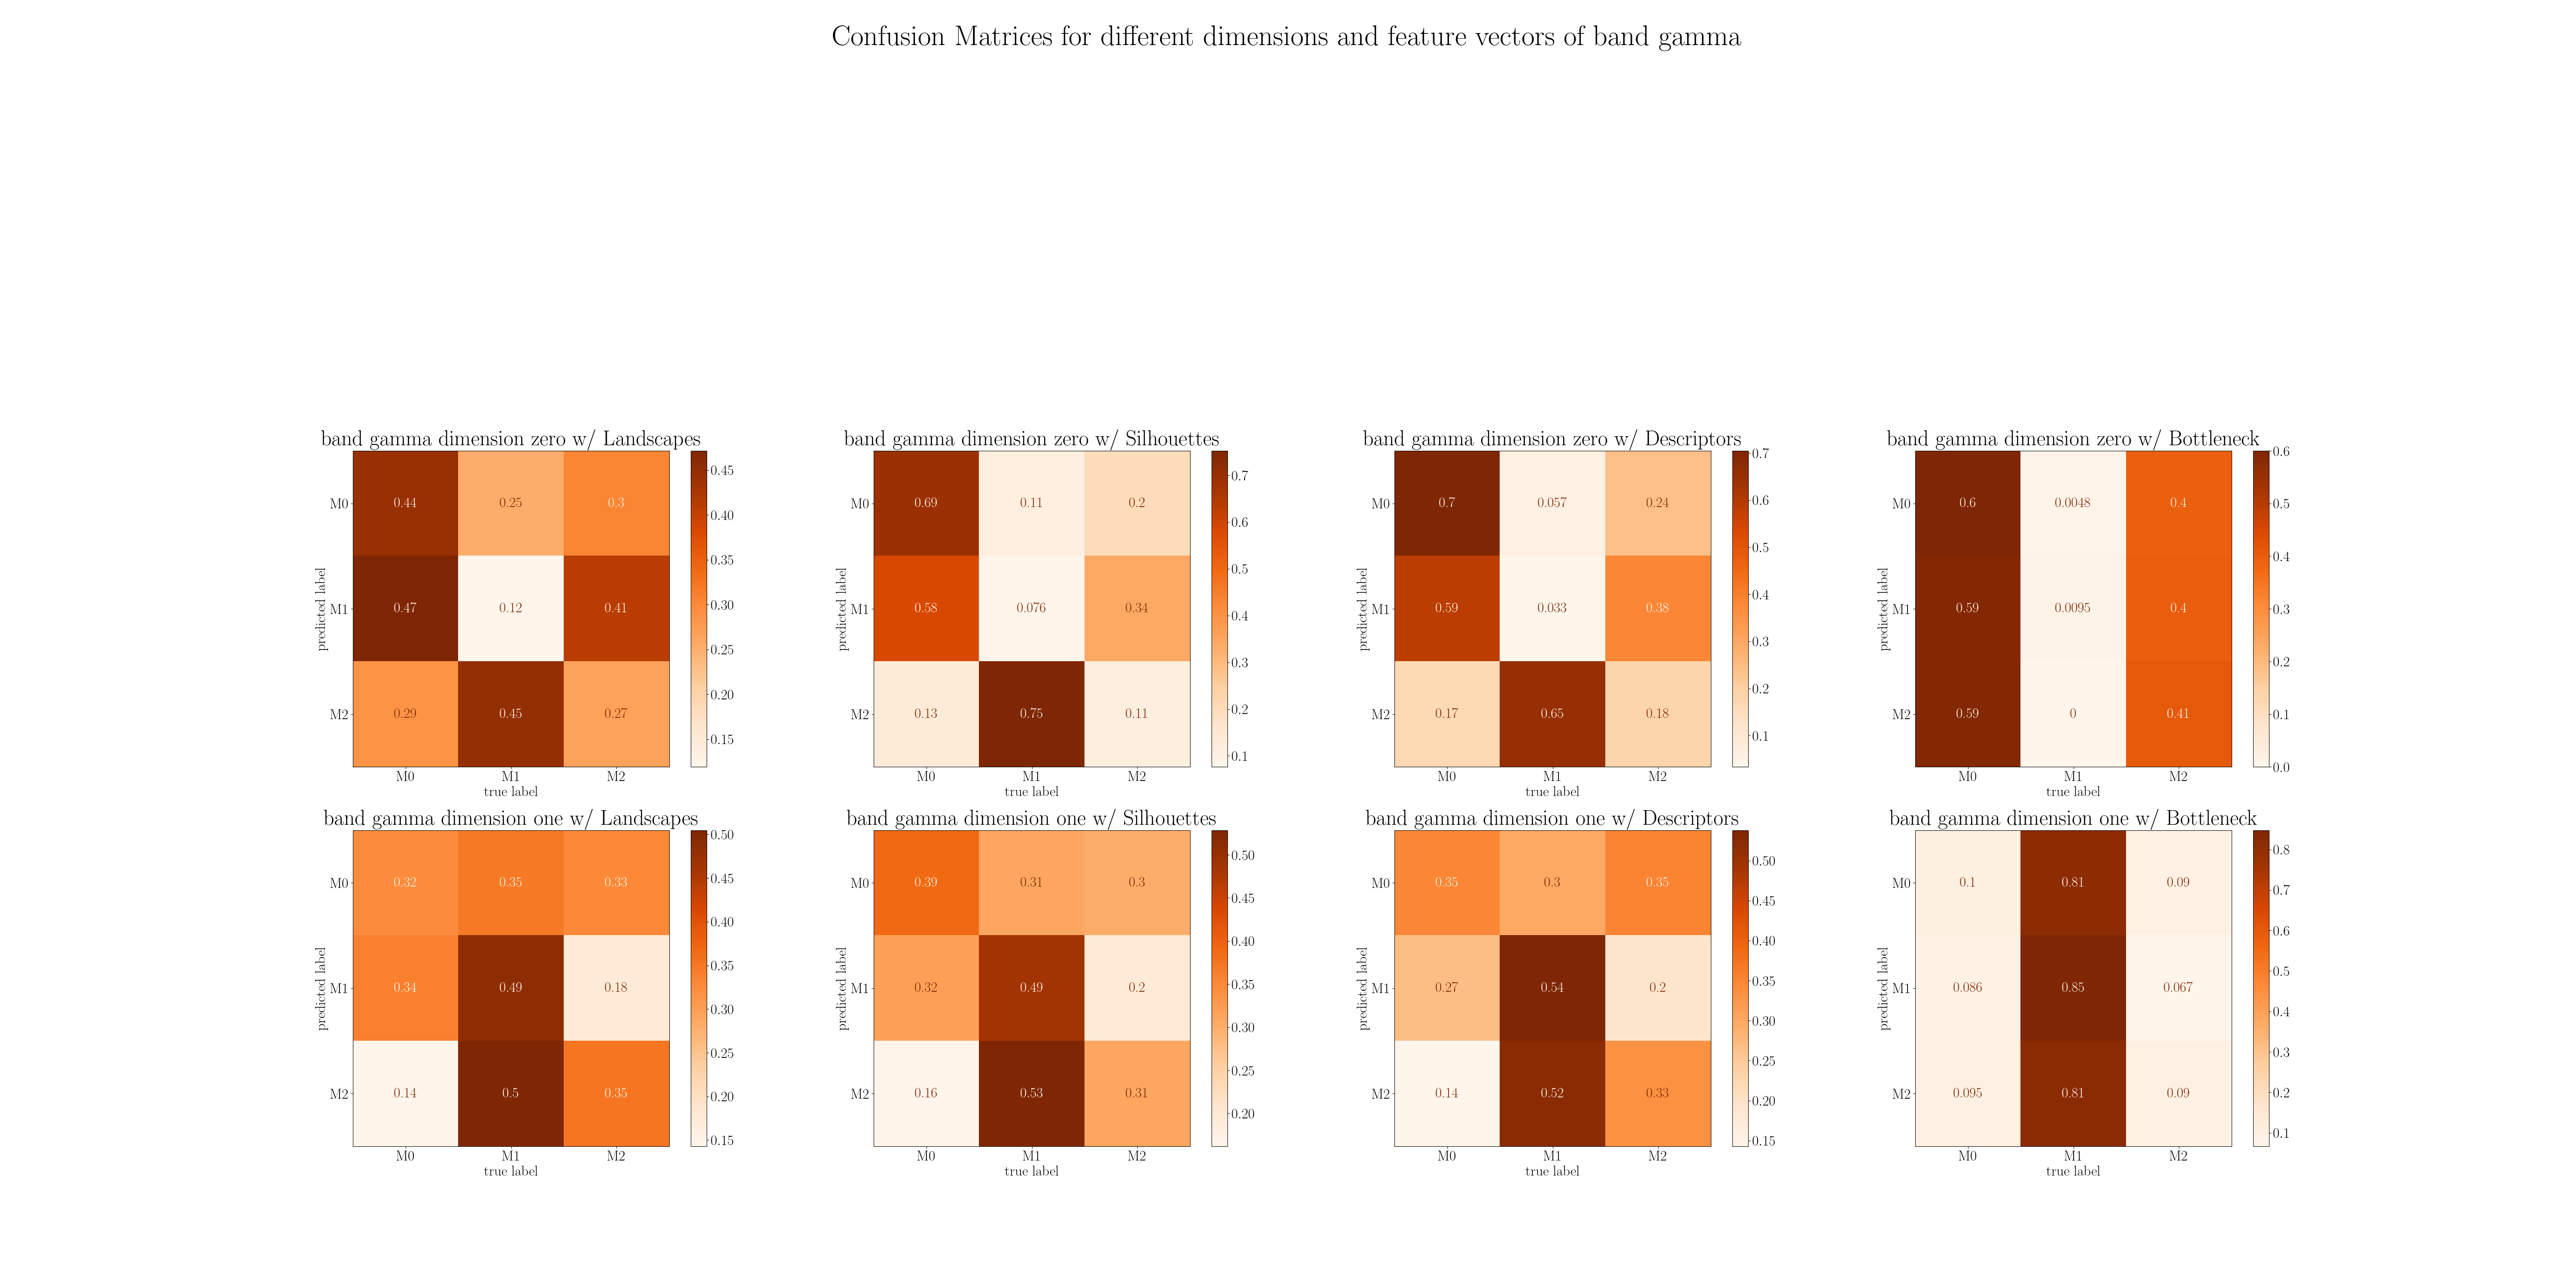 Confusion Matrices for different dimensions and feature vectors of band gamma
band gamma dimension zero w/ Landscapes
predicted label
M0 0.44 0.25 0.3
M1 0.47 0.12 0.41
M2 0.29 0.45 0.27
M0 M1 M2
true label
0.45
0.40
0.35
0.30
0.25
0.20
0.15
band gamma dimension zero w/ Silhouettes
predicted label
M0 0.69 0.11 0.2
M1 0.58 0.076 0.34
M2 0.13 0.75 0.11
M0 M1 M2
true label
0.7
0.6
0.5
0.4
0.3
0.2
0.1
band gamma dimension zero w/ Descriptors
predicted label
M0 0.7 0.057 0.24
M1 0.59 0.033 0.38
M2 0.17 0.65 0.18
M0 M1 M2
true label
0.7
0.6
0.5
0.4
0.3
0.2
0.1
band gamma dimension zero w/ Bottleneck
predicted label
M0 0.6 0.0048 0.4
M1 0.59 0.0095 0.4
M2 0.59 0 0.41
M0 M1 M2
true label
0.6
0.5
0.4
0.3
0.2
0.1
0.0
band gamma dimension one w/ Landscapes
predicted label
M0 0.32 0.35 0.33
M1 0.34 0.49 0.18
M2 0.14 0.5 0.35
M0 M1 M2
true label
0.50
0.45
0.40
0.35
0.30
0.25
0.20
0.15
band gamma dimension one w/ Silhouettes
predicted label
M0 0.39 0.31 0.3
M1 0.32 0.49 0.2
M2 0.16 0.53 0.31
M0 M1 M2
true label
0.50
0.45
0.40
0.35
0.30
0.25
0.20
band gamma dimension one w/ Descriptors
predicted label
M0 0.35 0.3 0.35
M1 0.27 0.54 0.2
M2 0.14 0.52 0.33
M0 M1 M2
true label
0.50
0.45
0.40
0.35
0.30
0.25
0.20
0.15
band gamma dimension one w/ Bottleneck
predicted label
M0 0.1 0.81 0.09
M1 0.086 0.85 0.067
M2 0.095 0.81 0.09
M0 M1 M2
true label
0.8
0.7
0.6
0.5
0.4
0.3
0.2
0.1